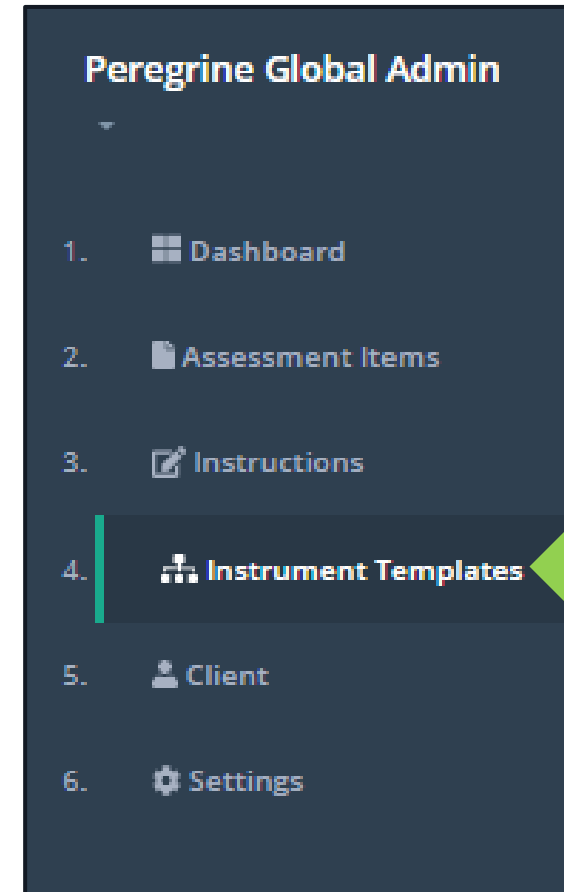 Peregrine Global Admin
1. Dashboard
2. Assessment Items
3. Instructions
4. Instrument Templates
5. Client
6. Settings